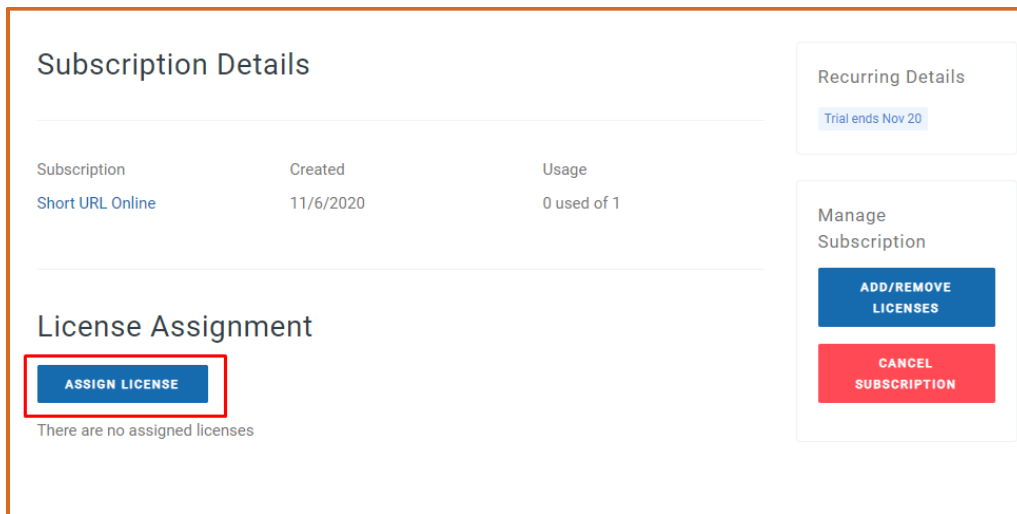 Subscription Details
Subscription Created Usage
Short URL Online 11/6/2020 0 used of 1
License Assignment
ASSIGN LICENSE
There are no assigned licenses
Recurring Details
Trial ends Nov 20
Manage
Subscription
ADD/REMOVE
LICENSES
CANCEL
SUBSCRIPTION